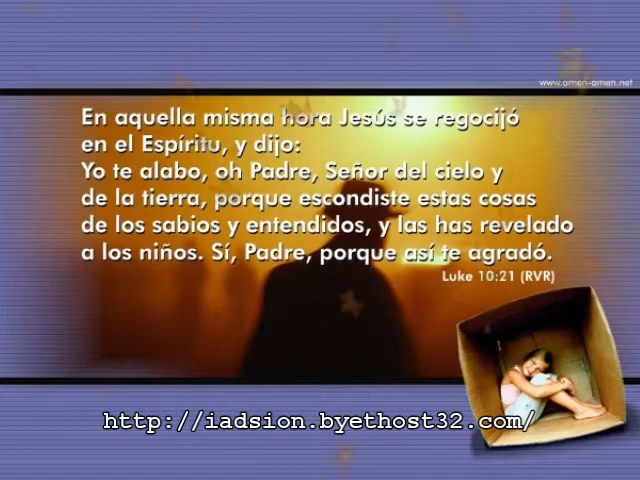 www.amen-amen.net
En aquella misma hora Jesús se regocijó
en el Espíritu, y dijo:
Yo te alabo, oh Padre, Señor del cielo y
de la tierra, porque escondiste estas cosas
de los sabios y entendidos, y las has revelado
a los niños. Sí, Padre, porque así te agradó.
Luke 10:21 (RVR)
http://iadsion.byethost32.com/